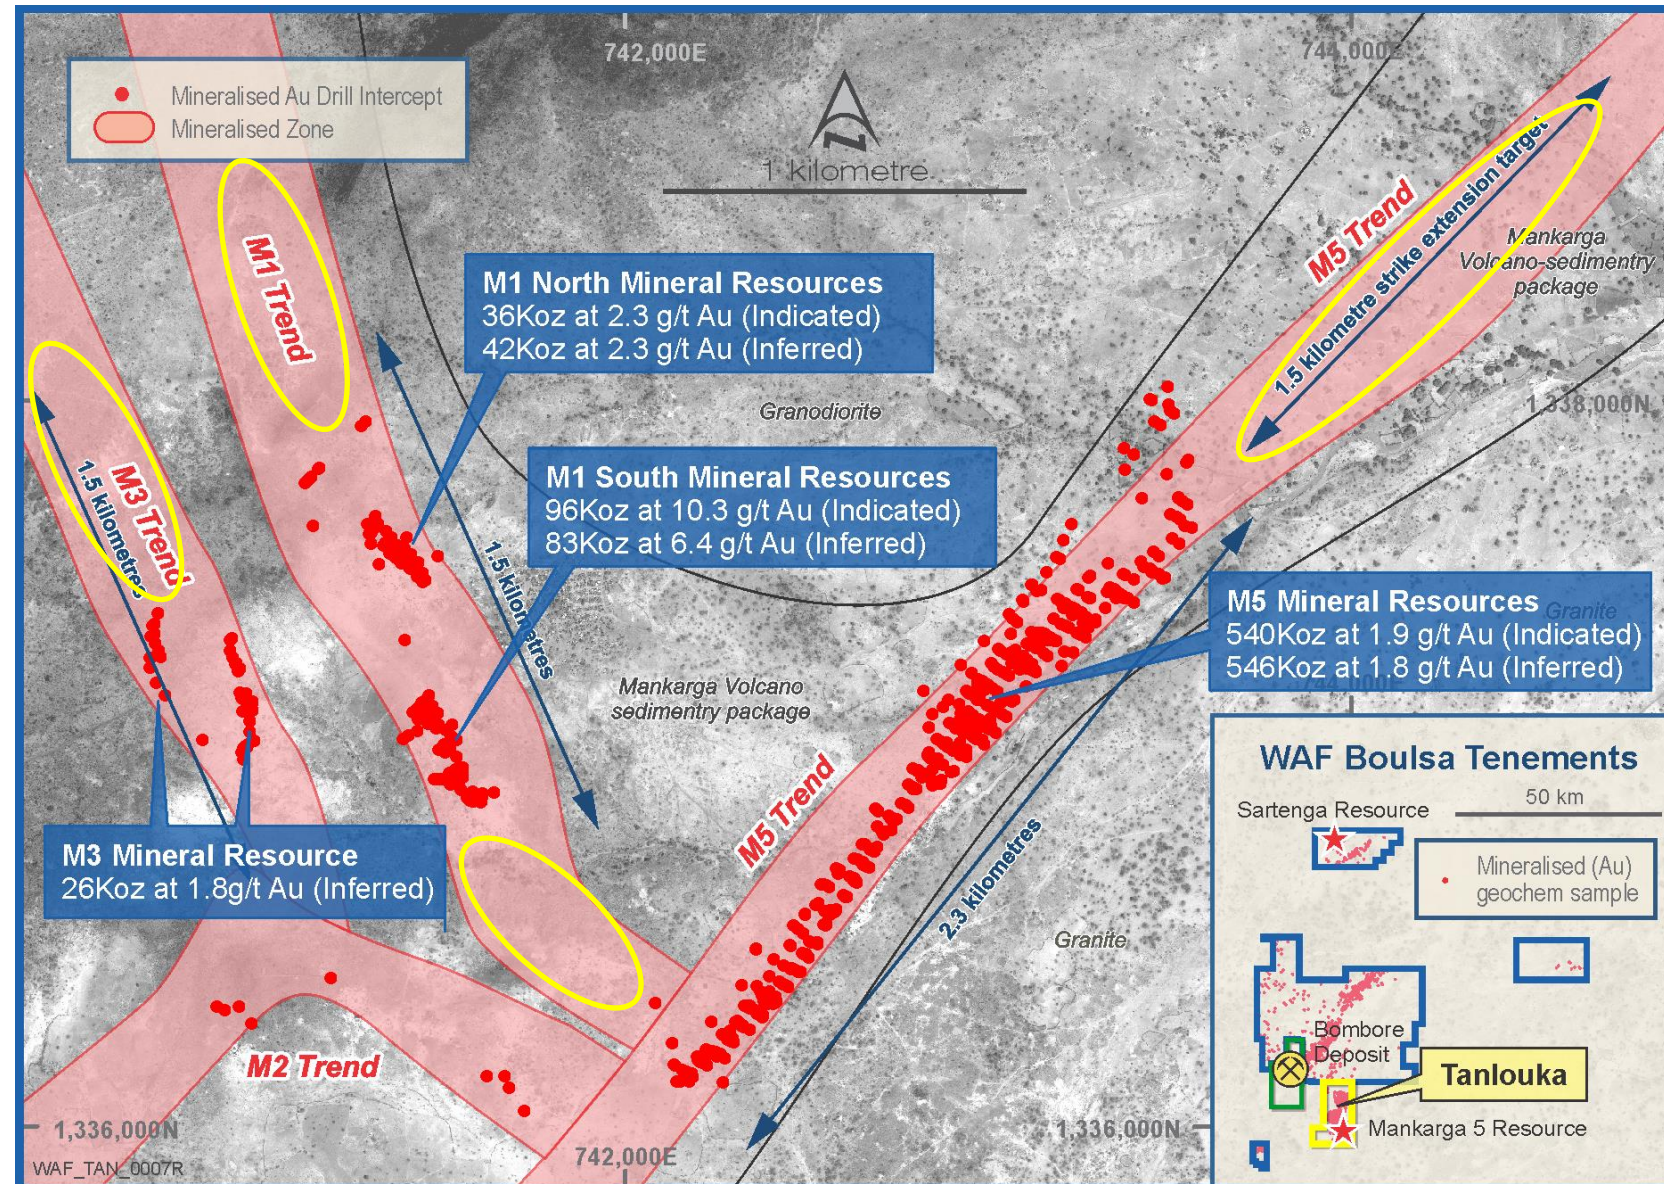 742,000E
744,000E
Mineralised Au Drill Intercept
Mineralised Zone
N
1 kilometre
M1 Trend
M5 Trend
1.5 kilometre strike extension target
Mankarga
Volcano-sedimentry
package
M1 North Mineral Resources
36Koz at 2.3 g/t Au (Indicated)
42Koz at 2.3 g/t Au (Inferred)
1,338,000N
Granodiorite
M3 Trend
1.5 kilometres
M1 South Mineral Resources
96Koz at 10.3 g/t Au (Indicated)
83Koz at 6.4 g/t Au (Inferred)
1.5 kilometres
M5 Mineral Resources
540Koz at 1.9 g/t Au (Indicated)
546Koz at 1.8 g/t Au (Inferred)
Granite
744,000E
Mankarga Volcano
sedimentry package
M5 Trend
M3 Mineral Resource
26Koz at 1.8g/t Au (Inferred)
2.3 kilometres
Granite
M2 Trend
1,336,000N
1,336,000N
742,000E
WAF_TAN_0007R
WAF Boulsa Tenements
50 km
Sartenga Resource
Mineralised (Au)
geochem sample
Bombore
Deposit
Tanlouka
Mankarga 5 Resource